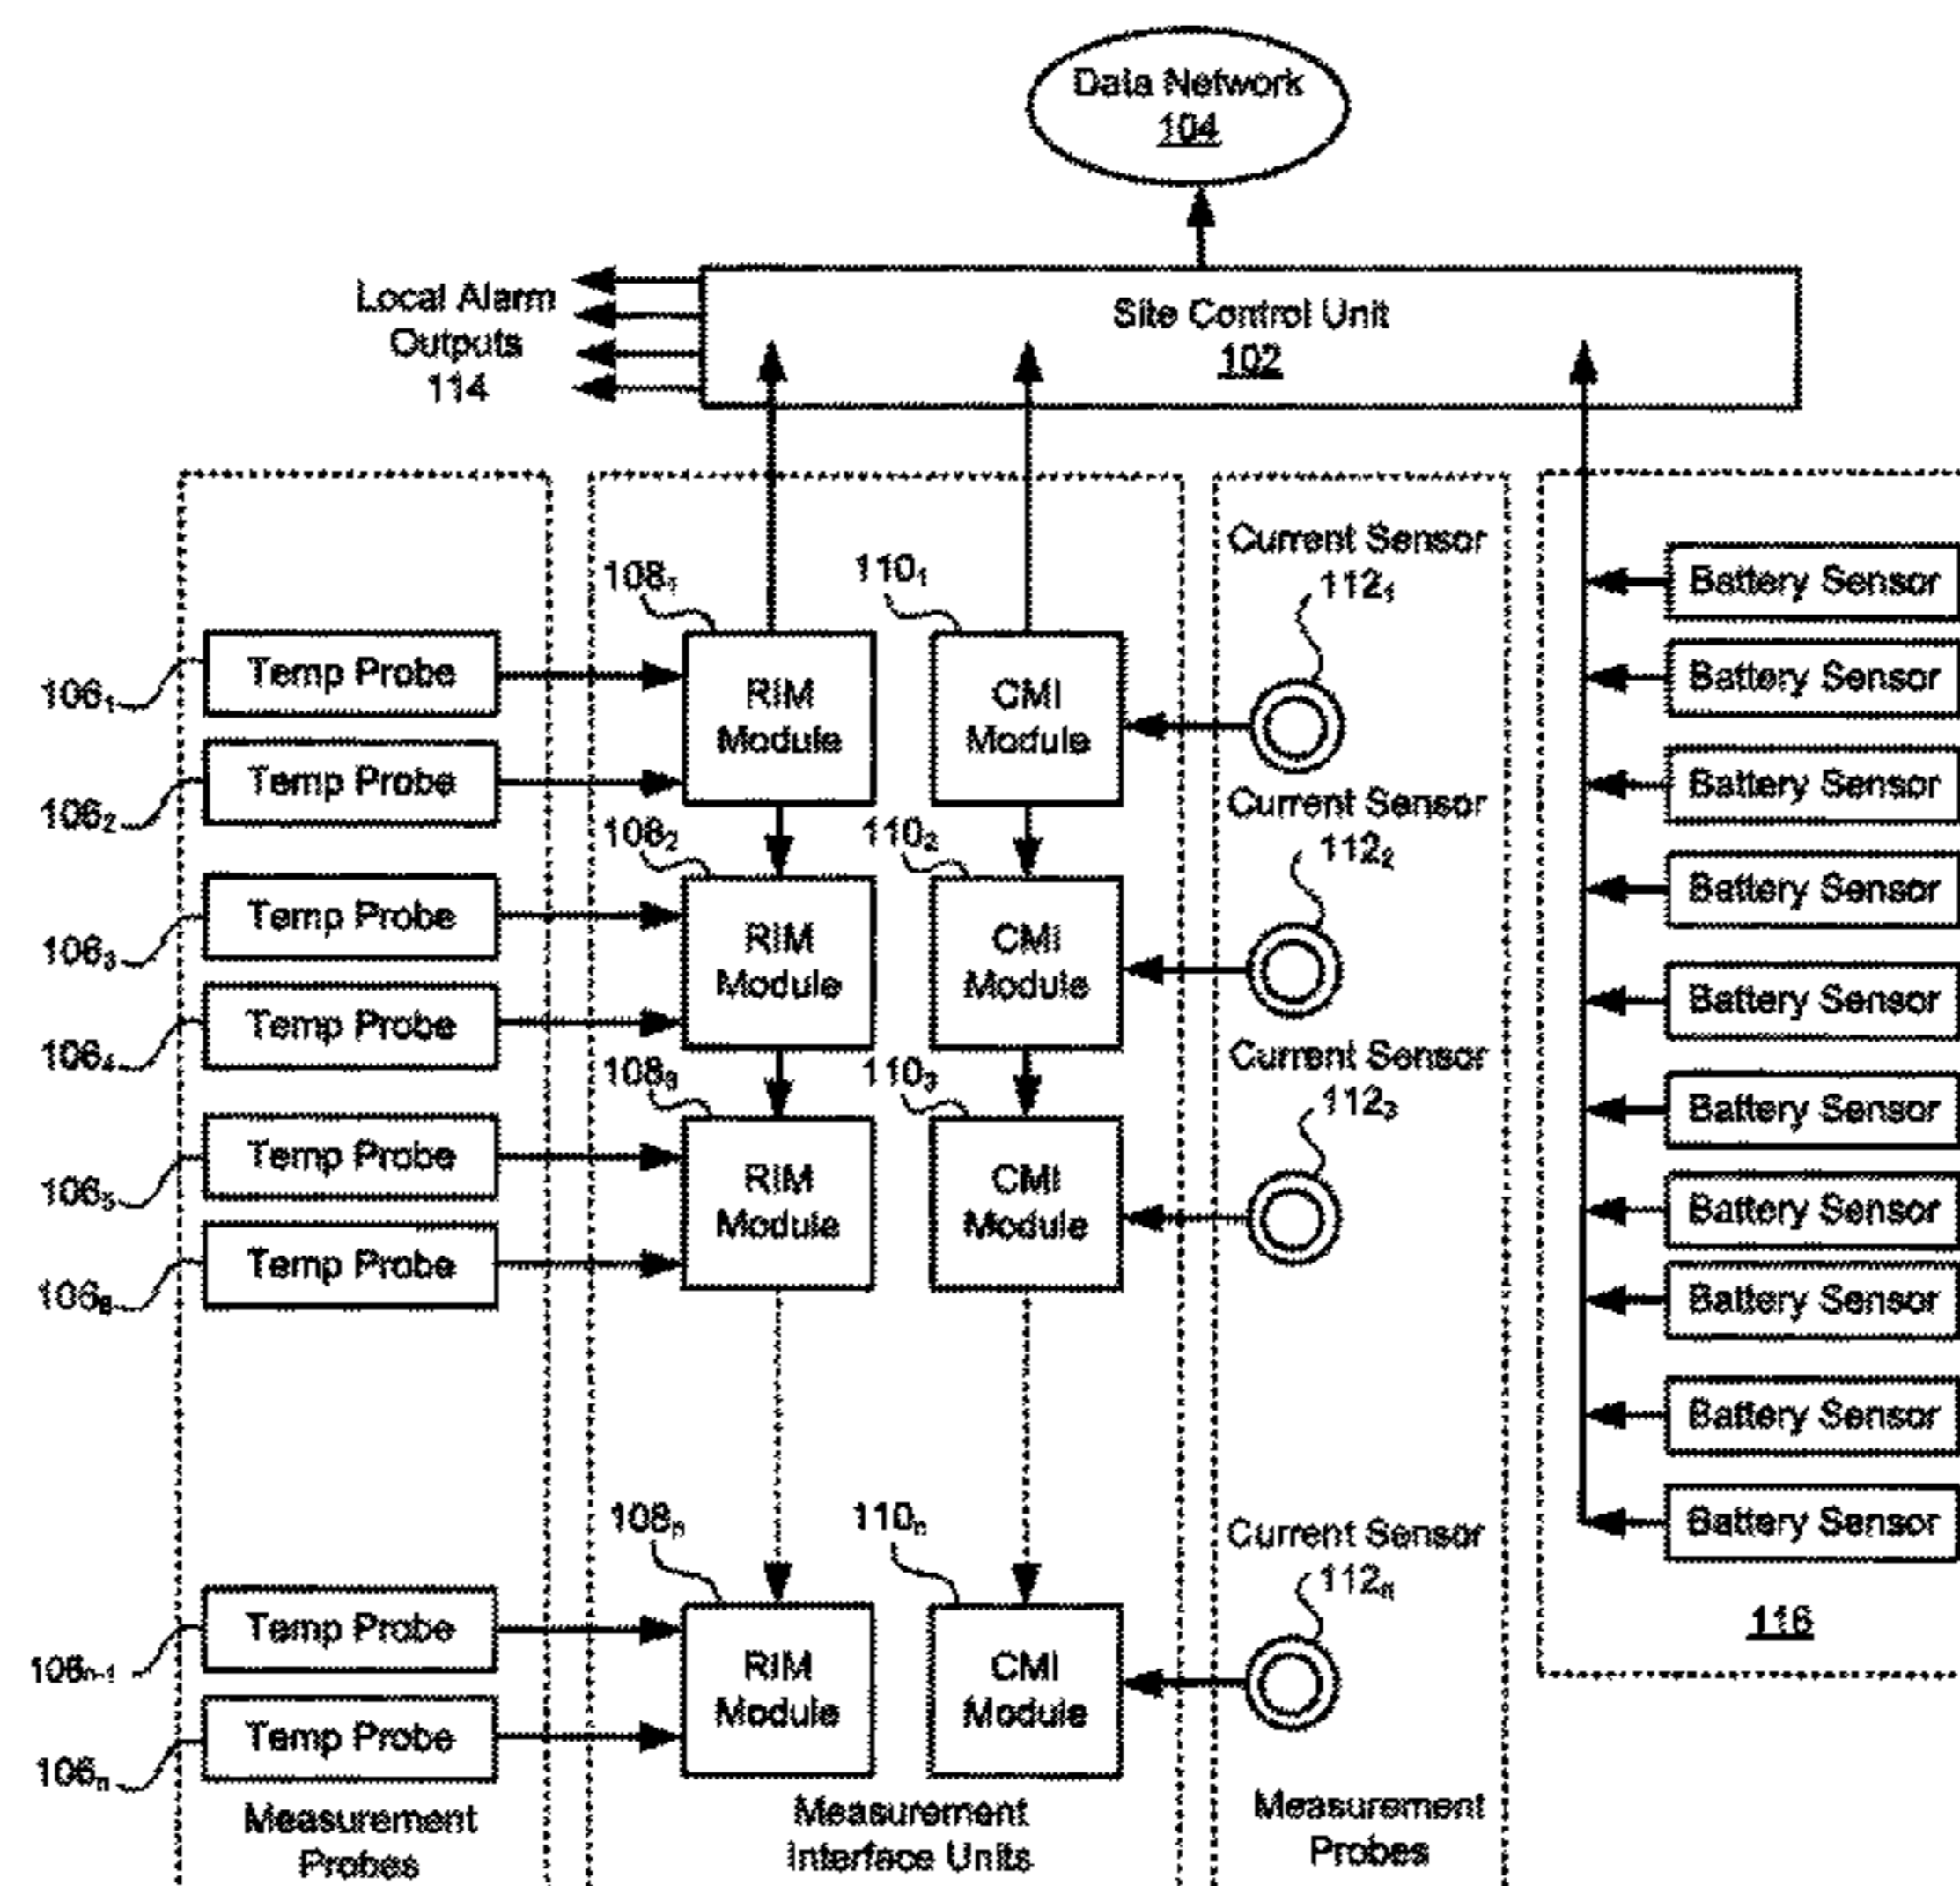 Data Network
104
Local Alarm
Outputs
114
Site Control Unit
102
108₁
110₁
Current Sensor
112₁
Battery Sensor
106₁
Temp Probe
RIM
Module
CMI
Module
Battery Sensor
106₂
Temp Probe
Battery Sensor
108₂
110₂
Current Sensor
112₂
Battery Sensor
106₃
Temp Probe
RIM
Module
CMI
Module
Battery Sensor
106₄
Temp Probe
108₃
110₃
Current Sensor
112₃
Battery Sensor
106₅
Temp Probe
RIM
Module
CMI
Module
Battery Sensor
106₆
Temp Probe
Battery Sensor
Battery Sensor
108ₙ
110ₙ
Current Sensor
112ₙ
Battery Sensor
106ₙ₋₁
Temp Probe
RIM
Module
CMI
Module
116
106ₙ
Temp Probe
Measurement
Probes
Measurement
Interface Units
Measurement
Probes